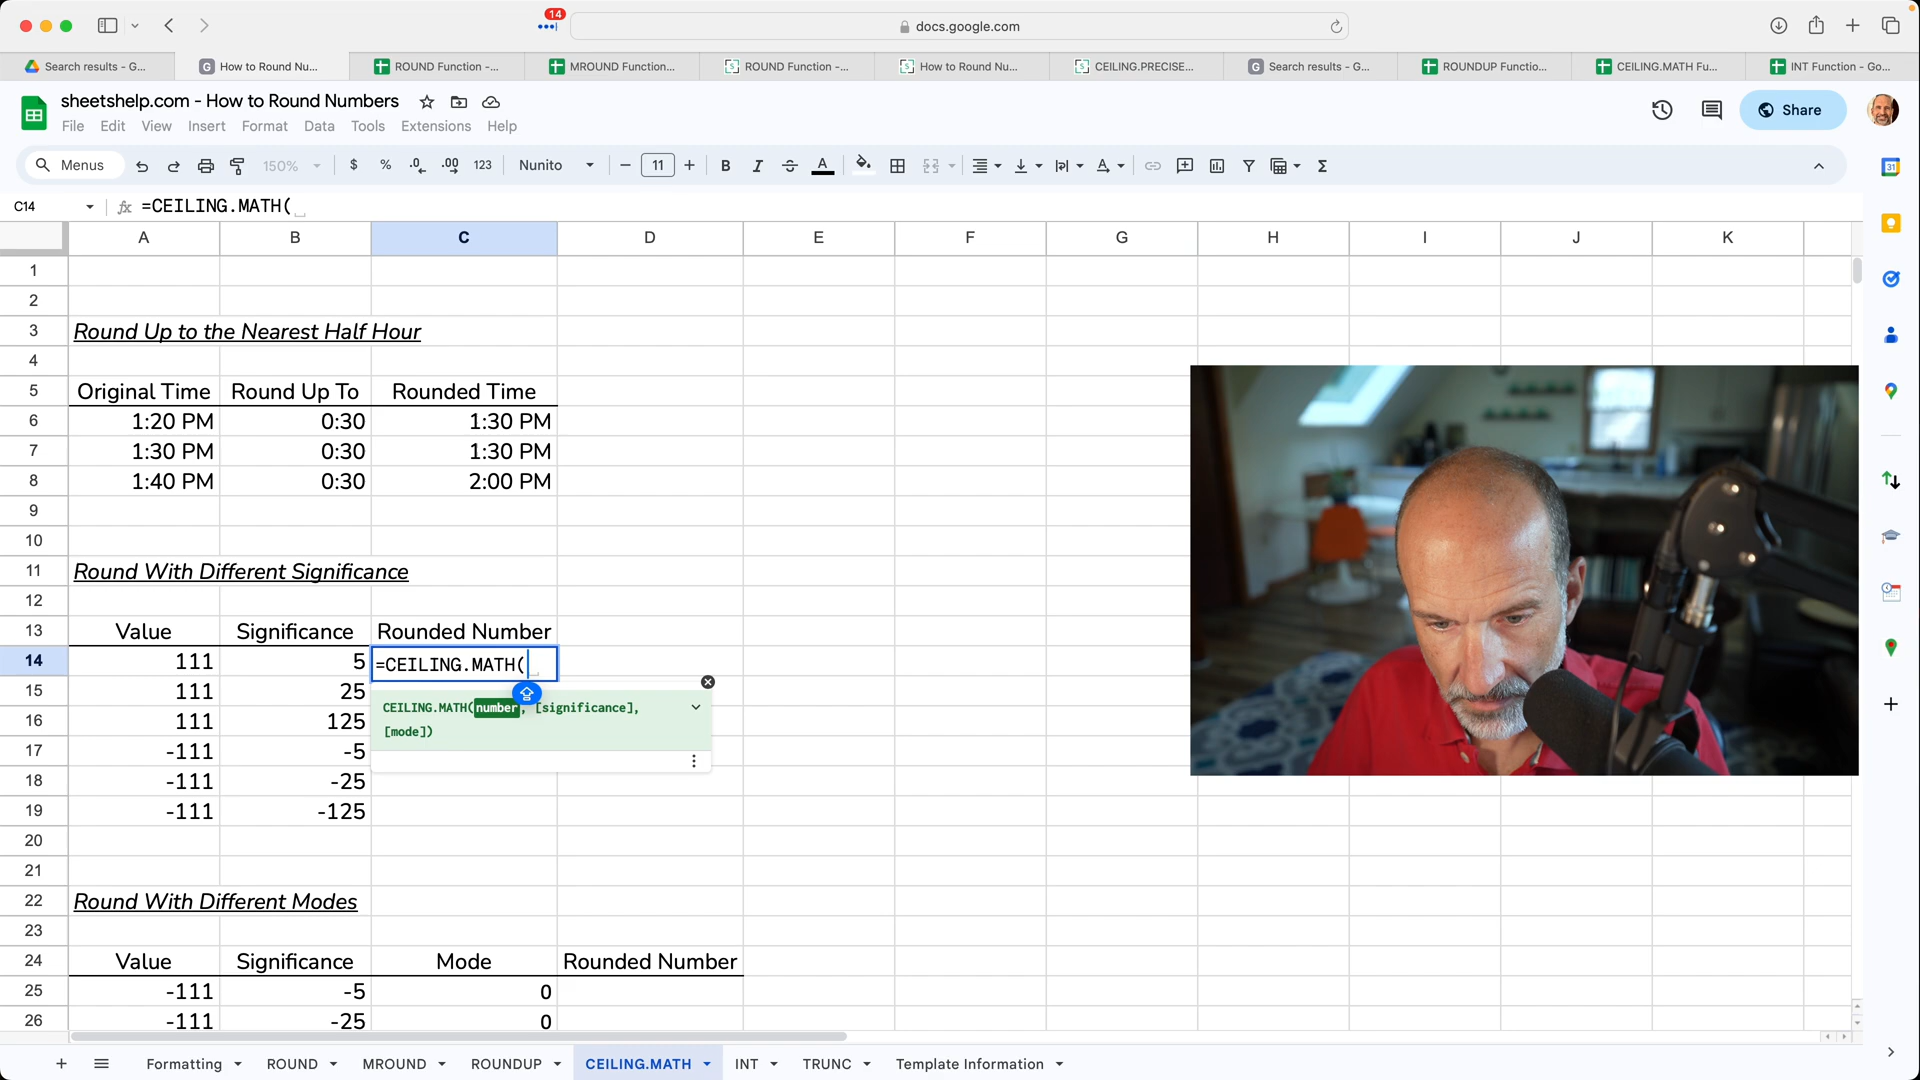 14
docs.google.com
Search results - G...
How to Round Nu...
ROUND Function -...
MROUND Function...
ROUND Function -...
How to Round Nu...
CEILING.PRECISE...
Search results - G...
ROUNDUP Functio...
CEILING.MATH Fu...
INT Function - Go...
sheetshelp.com - How to Round Numbers
File Edit View Insert Format Data Tools Extensions Help
Share
Menus 150% $ % .0 .00 123 Nunito 11 B I S A Σ
31
C14 fx =CEILING.MATH(
A B C D E F G H I J K
1
2
3 Round Up to the Nearest Half Hour
4
5 Original Time Round Up To Rounded Time
6 1:20 PM 0:30 1:30 PM
7 1:30 PM 0:30 1:30 PM
8 1:40 PM 0:30 2:00 PM
9
10
11 Round With Different Significance
12
13 Value Significance Rounded Number
14 111 5 =CEILING.MATH(
15 111 25
CEILING.MATH(number, [significance],
16 111 125
[mode])
17 -111 -5
18 -111 -25
19 -111 -125
20
21
22 Round With Different Modes
23
24 Value Significance Mode Rounded Number
25 -111 -5 0
26 -111 -25 0
Formatting ROUND MROUND ROUNDUP CEILING.MATH INT TRUNC Template Information